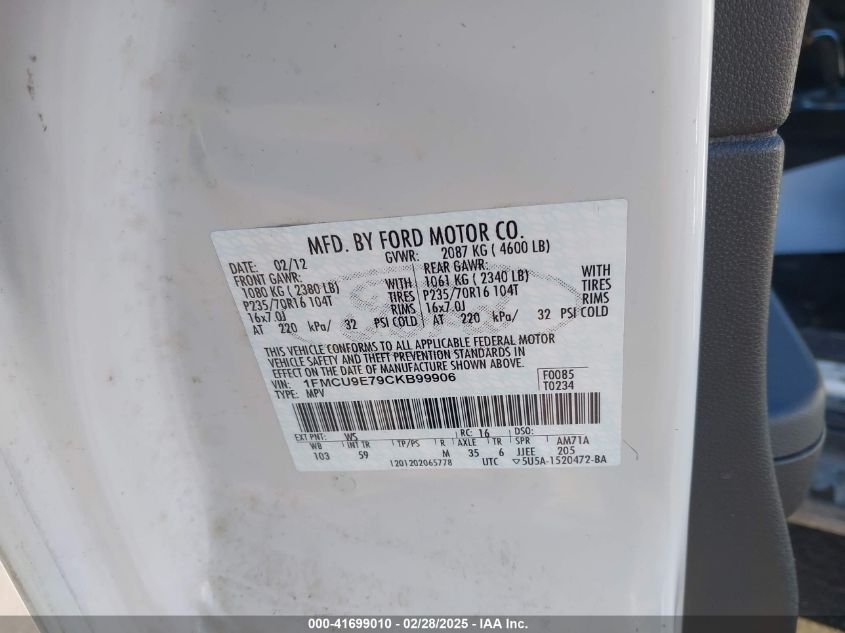 MFD. BY FORD MOTOR CO.
DATE: 02/12 GVWR: 2087 KG ( 4600 LB)
FRONT GAWR: REAR GAWR:
1080 KG ( 2380 LB) WITH 1061 KG ( 2340 LB) WITH
P235/70R16 104T TIRES P235/70R16 104T TIRES
16x7.0J RIMS 16x7.0J RIMS
AT 220 kPa/ 32 PSI COLD AT 220 kPa/ 32 PSI COLD
THIS VEHICLE CONFORMS TO ALL APPLICABLE FEDERAL MOTOR
VEHICLE SAFETY AND THEFT PREVENTION STANDARDS IN
EFFECT ON THE DATE OF MANUFACTURE SHOWN ABOVE.
VIN: 1FMCU9E79CKB99906 F0085
TYPE: MPV T0234
EXT PNT: WS RC: 16 DSO:
WB INT TR TP/PS R AXLE TR SPR AM71A
103 59 M 35 6 JJEE 205
1201202065778 UTC ▽5U5A-1520472-BA
000-41699010 - 02/28/2025 - IAA Inc.